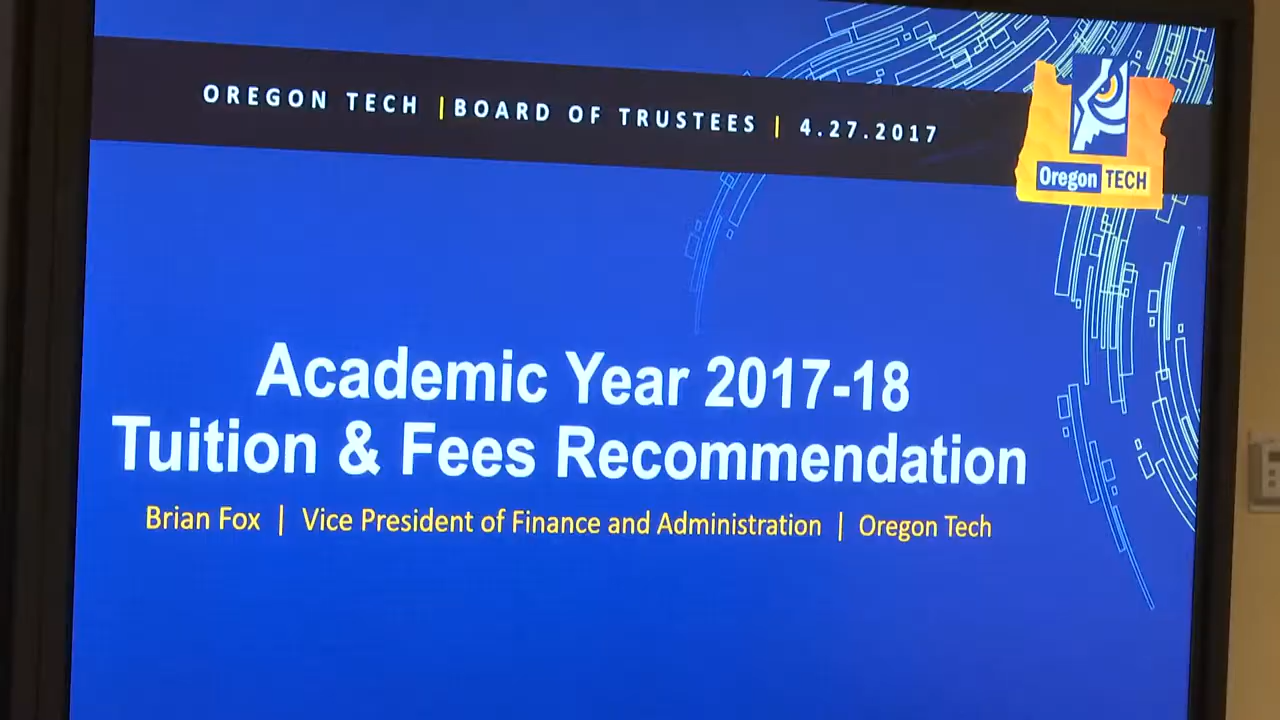 OREGON TECH | BOARD OF TRUSTEES | 4.27.2017
Oregon TECH
Academic Year 2017-18
Tuition & Fees Recommendation
Brian Fox | Vice President of Finance and Administration | Oregon Tech